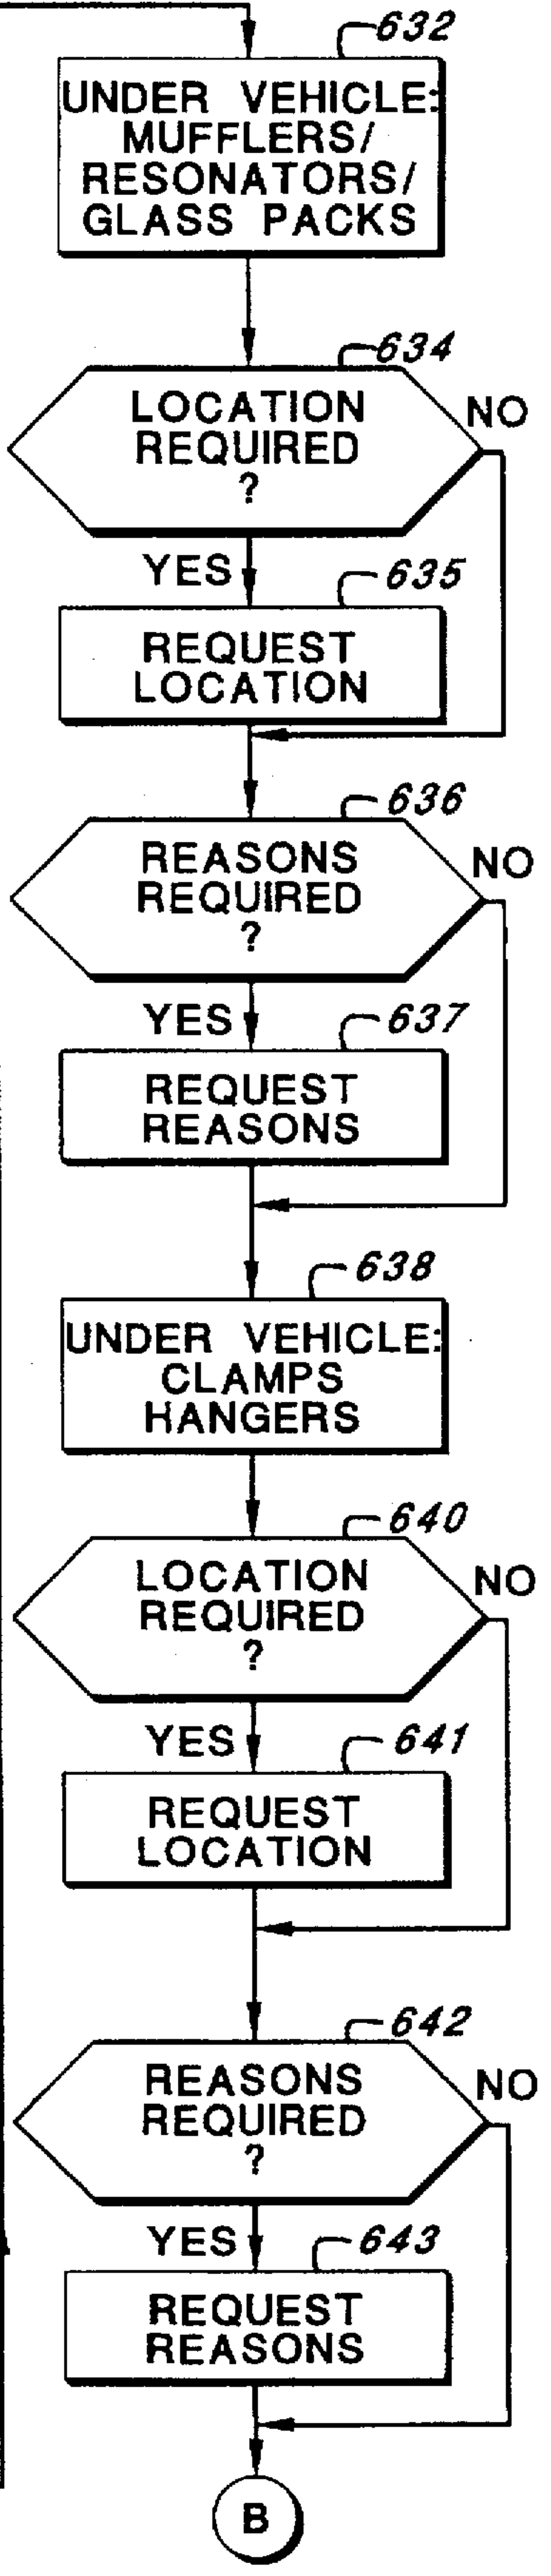 632
UNDER VEHICLE:
MUFFLERS/
RESONATORS/
GLASS PACKS
634
LOCATION
REQUIRED
?
NO
YES
635
REQUEST
LOCATION
636
REASONS
REQUIRED
?
NO
YES
637
REQUEST
REASONS
638
UNDER VEHICLE:
CLAMPS
HANGERS
640
LOCATION
REQUIRED
?
NO
YES
641
REQUEST
LOCATION
642
REASONS
REQUIRED
?
NO
YES
643
REQUEST
REASONS
B